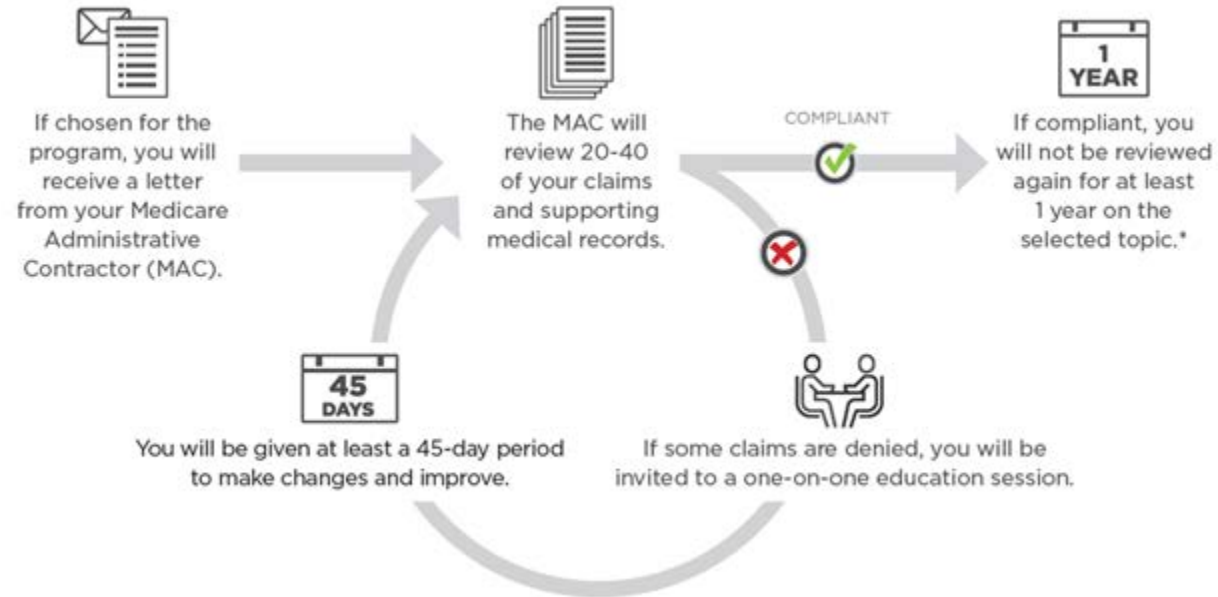 If chosen for the
program, you will
receive a letter
from your Medicare
Administrative
Contractor (MAC).
The MAC will
review 20-40
of your claims
and supporting
medical records.
COMPLIANT
1
YEAR
If compliant, you
will not be reviewed
again for at least
1 year on the
selected topic.*
45
DAYS
You will be given at least a 45-day period
to make changes and improve.
If some claims are denied, you will be
invited to a one-on-one education session.